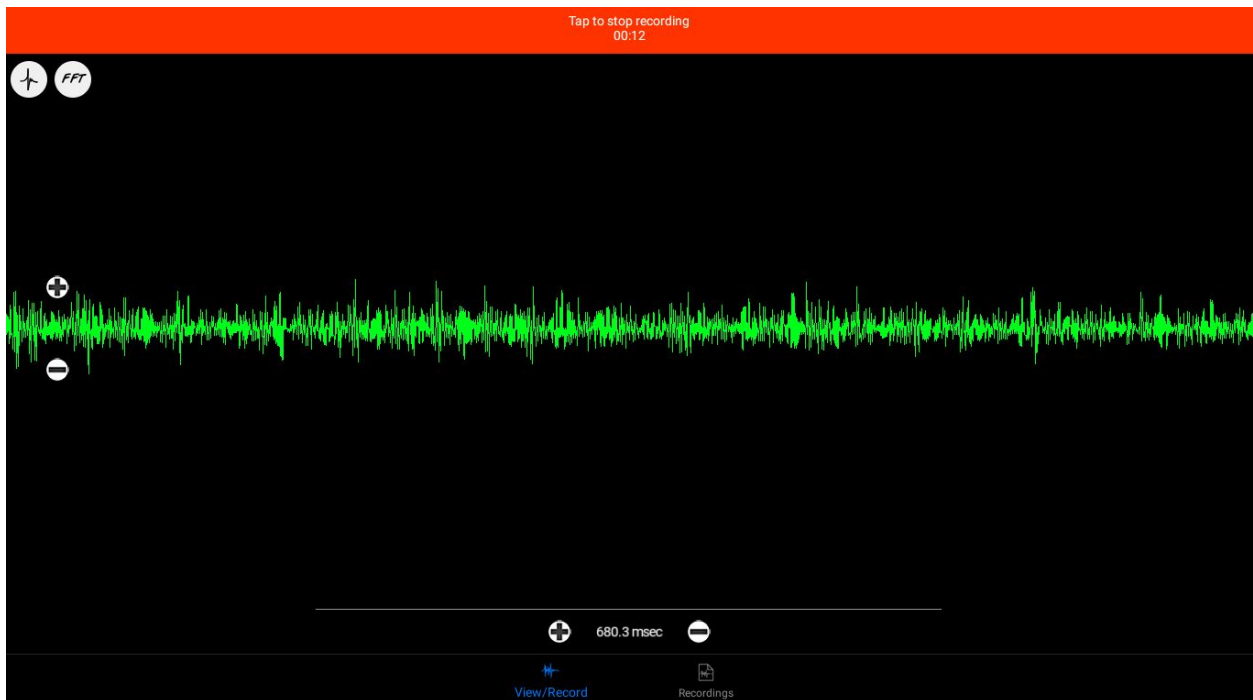 Tap to stop recording
00:12
FFT
680.3 msec
View/Record
Recordings